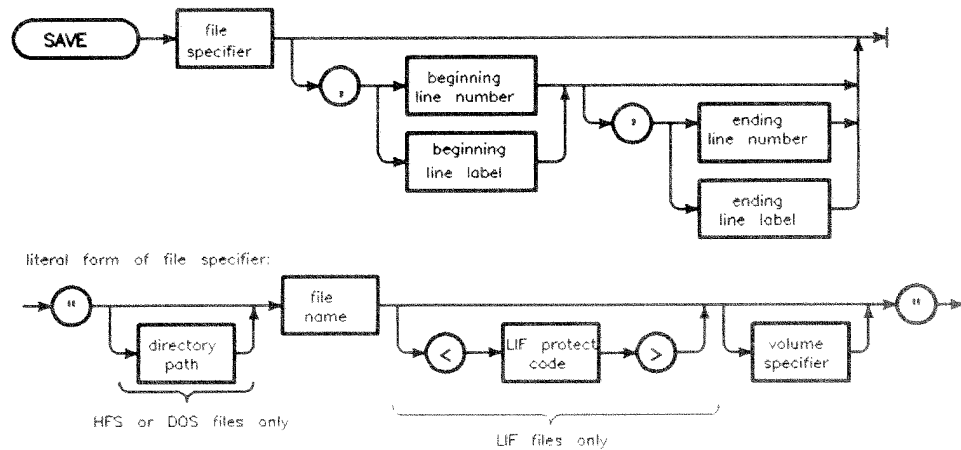 SAVE
file
specifier
,
beginning
line number
beginning
line label
,
ending
line number
ending
line label
literal form of file specifier:
"
directory
path
HFS or DOS files only
file
name
<
LIF protect
code
>
LIF files only
volume
specifier
"